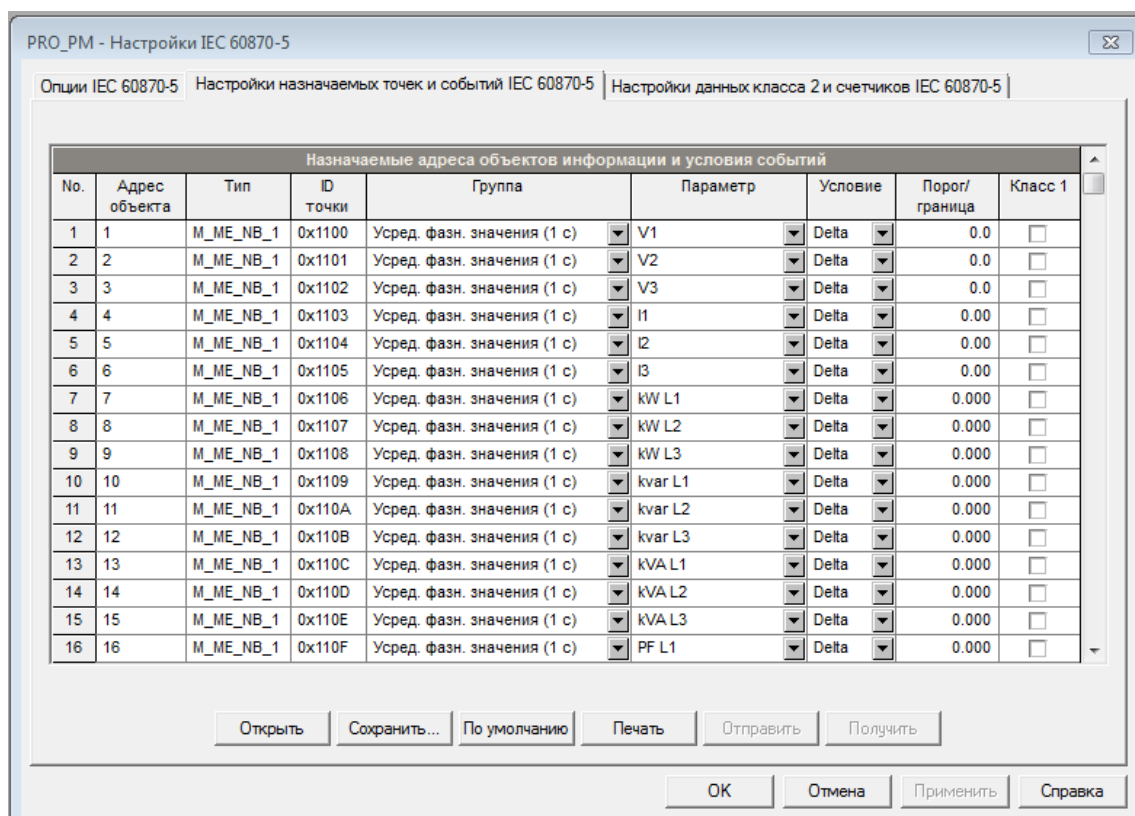 PRO_PM - Настройки IEC 60870-5
Опции IEC 60870-5 Настройки назначаемых точек и событий IEC 60870-5 Настройки данных класса 2 и счетчиков IEC 60870-5
Назначаемые адреса объектов информации и условия событий
No. Адрес объекта Тип ID точки Группа Параметр Условие Порог/граница Класс 1
1 1 M_ME_NB_1 0x1100 Усред. фазн. значения (1 с) V1 Delta 0.0
2 2 M_ME_NB_1 0x1101 Усред. фазн. значения (1 с) V2 Delta 0.0
3 3 M_ME_NB_1 0x1102 Усред. фазн. значения (1 с) V3 Delta 0.0
4 4 M_ME_NB_1 0x1103 Усред. фазн. значения (1 с) I1 Delta 0.00
5 5 M_ME_NB_1 0x1104 Усред. фазн. значения (1 с) I2 Delta 0.00
6 6 M_ME_NB_1 0x1105 Усред. фазн. значения (1 с) I3 Delta 0.00
7 7 M_ME_NB_1 0x1106 Усред. фазн. значения (1 с) kW L1 Delta 0.000
8 8 M_ME_NB_1 0x1107 Усред. фазн. значения (1 с) kW L2 Delta 0.000
9 9 M_ME_NB_1 0x1108 Усред. фазн. значения (1 с) kW L3 Delta 0.000
10 10 M_ME_NB_1 0x1109 Усред. фазн. значения (1 с) kvar L1 Delta 0.000
11 11 M_ME_NB_1 0x110A Усред. фазн. значения (1 с) kvar L2 Delta 0.000
12 12 M_ME_NB_1 0x110B Усред. фазн. значения (1 с) kvar L3 Delta 0.000
13 13 M_ME_NB_1 0x110C Усред. фазн. значения (1 с) kVA L1 Delta 0.000
14 14 M_ME_NB_1 0x110D Усред. фазн. значения (1 с) kVA L2 Delta 0.000
15 15 M_ME_NB_1 0x110E Усред. фазн. значения (1 с) kVA L3 Delta 0.000
16 16 M_ME_NB_1 0x110F Усред. фазн. значения (1 с) PF L1 Delta 0.000
Открыть Сохранить... По умолчанию Печать Отправить Получить
OK Отмена Применить Справка